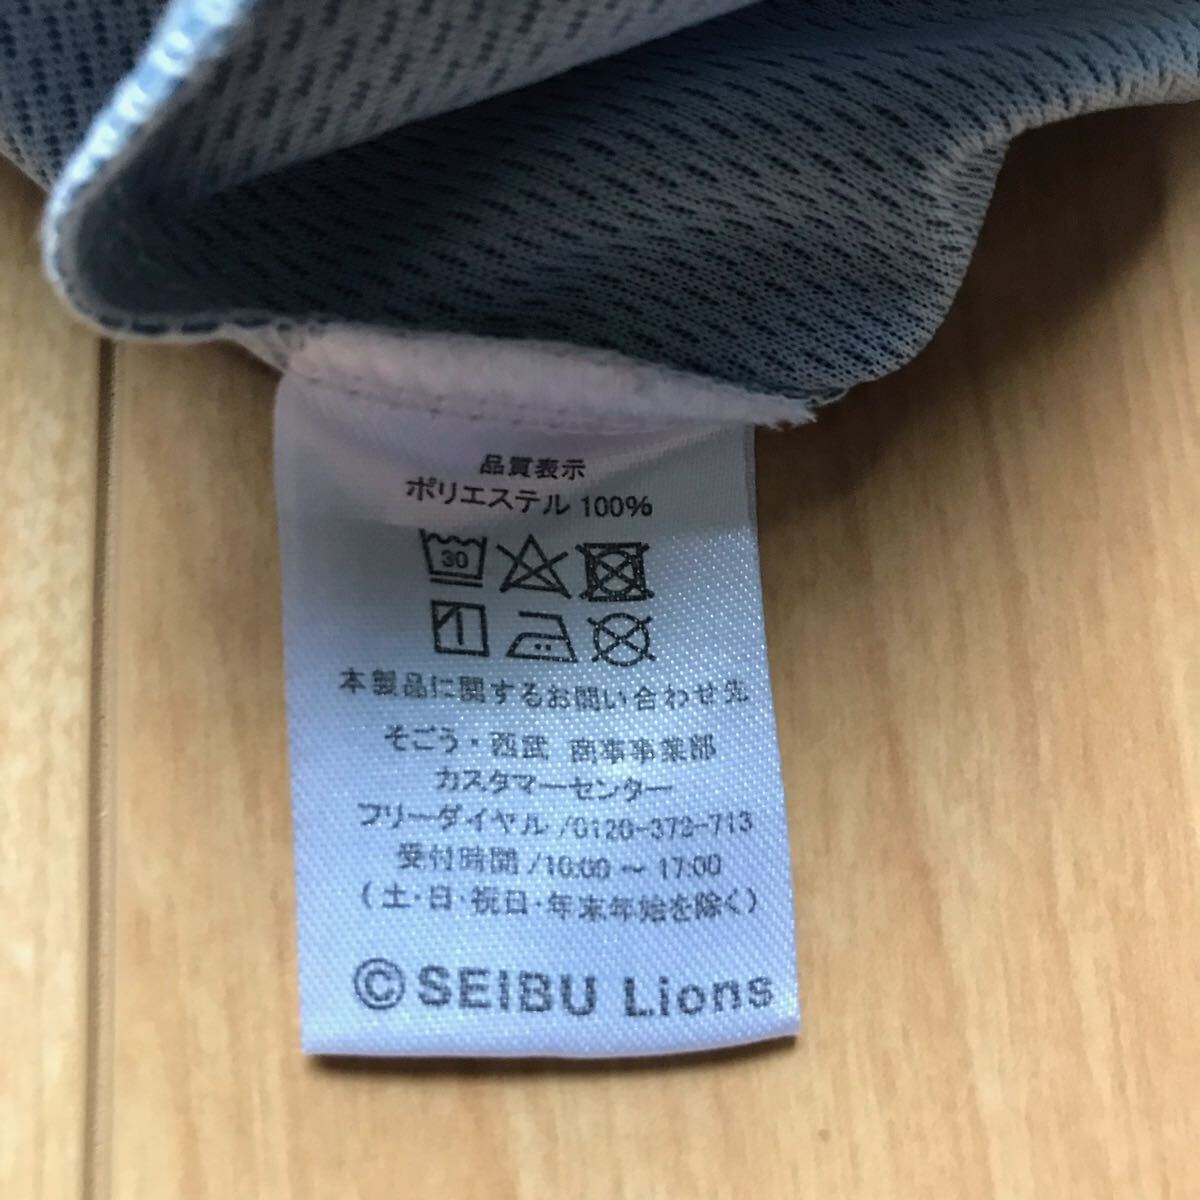 品質表示
ポリエステル 100%
30
本製品に関するお問い合わせ先
そごう・西武 商事事業部
カスタマーセンター
フリーダイヤル /0120-372-713
受付時間 /10:00 ～ 17:00
(土・日・祝日・年末年始を除く)
©SEIBU Lions